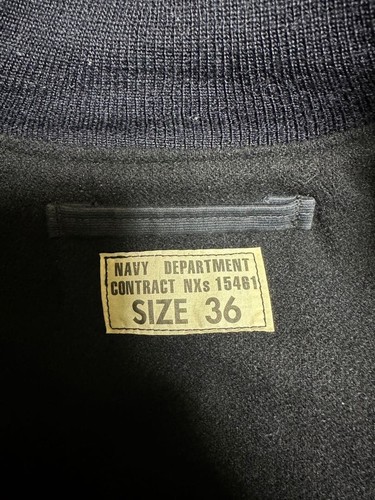 NAVY DEPARTMENT
CONTRACT NXs 15461
SIZE 36